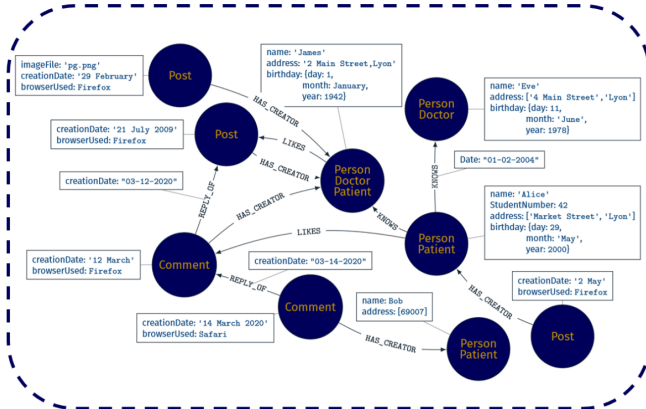 name: 'James'
address: '2 Main Street,Lyon'
birthday: {day: 1,
month: January,
year: 1942}
imageFile: 'pg.png'
creationDate: '29 February'
browserUsed: Firefox
Post
HAS_CREATOR
name: 'Eve'
address: ['4 Main Street','Lyon']
birthday: {day: 11,
month: 'June',
year: 1978}
Person
Doctor
creationDate: '21 July 2009'
browserUsed: Firefox
Post
LIKES
HAS_CREATOR
Person
Doctor
Patient
KNOWS
Date: "01-02-2004"
creationDate: "03-12-2020"
REPLY_OF
HAS_CREATOR
KNOWS
name: 'Alice'
StudentNumber: 42
address: ['Market Street', 'Lyon']
birthday: {day: 29,
month: 'May',
year: 2000}
LIKES
Person
Patient
creationDate: '12 March'
browserUsed: Firefox
Comment
REPLY_OF
creationDate: "03-14-2020"
creationDate: '2 May'
browserUsed: Firefox
HAS_CREATOR
name: Bob
address: [69007]
Comment
creationDate: '14 March 2020'
browserUsed: Safari
HAS_CREATOR
Person
Patient
Post